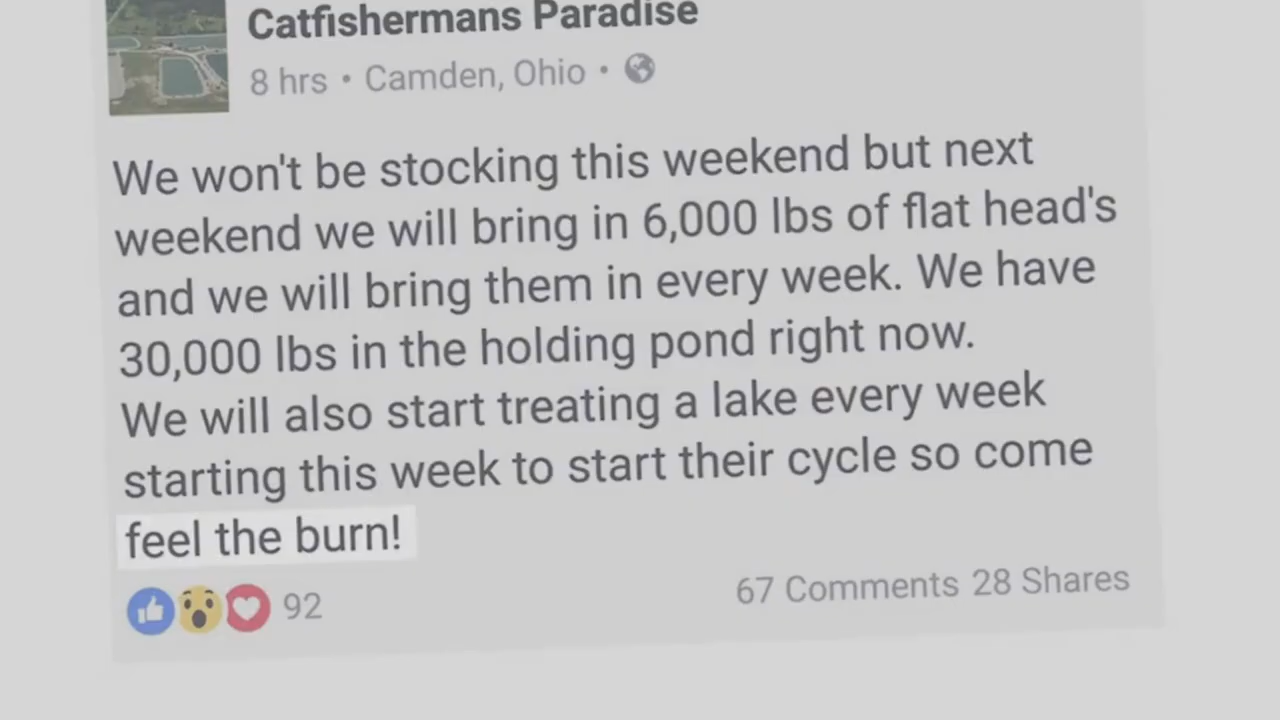 Catfishermans Paradise
8 hrs • Camden, Ohio •
We won't be stocking this weekend but next
weekend we will bring in 6,000 lbs of flat head's
and we will bring them in every week. We have
30,000 lbs in the holding pond right now.
We will also start treating a lake every week
starting this week to start their cycle so come
feel the burn!
92
67 Comments 28 Shares